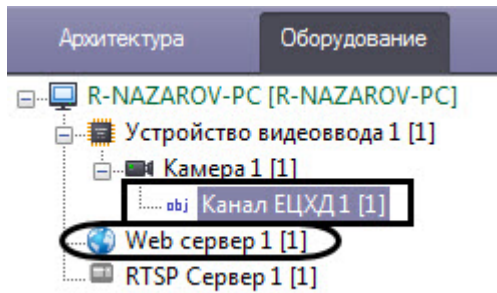 Архитектура Оборудование
R-NAZAROV-PC [R-NAZAROV-PC]
Устройство видеоввода 1 [1]
Камера 1 [1]
obj Канал ЕЦХД 1 [1]
Web сервер 1 [1]
RTSP Сервер 1 [1]